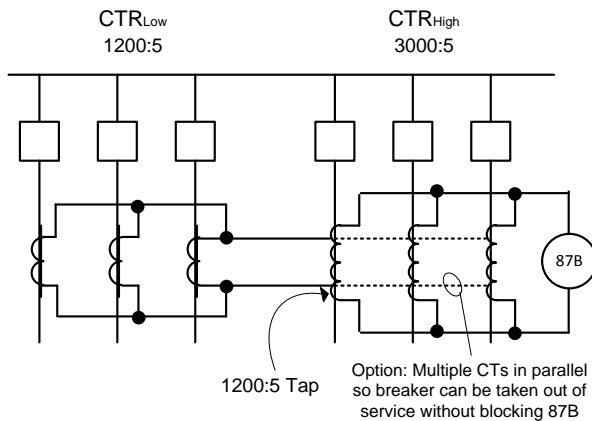 CTRLow
1200:5
CTRHigh
3000:5
87B
1200:5 Tap
Option: Multiple CTs in parallel
so breaker can be taken out of
service without blocking 87B